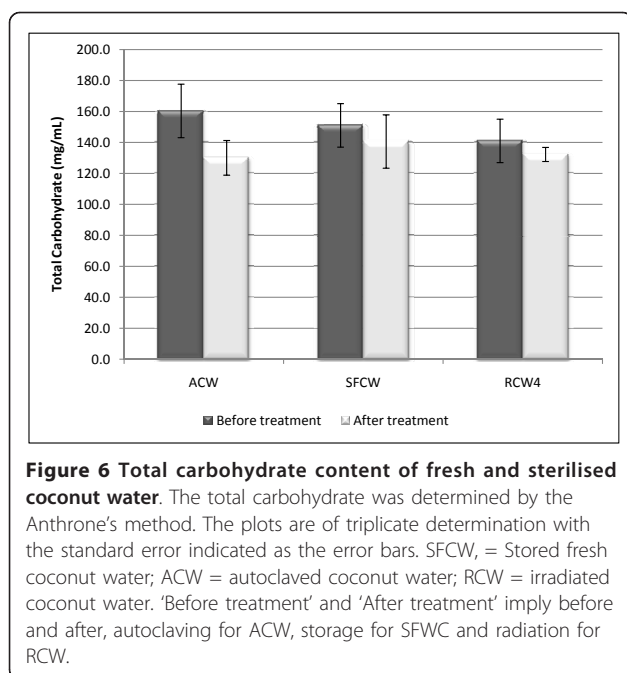 200.0
180.0
160.0
140.0
120.0
100.0
80.0
60.0
40.0
20.0
0.0
Total Carbohydrate (mg/mL)
ACW SFCW RCW4
Before treatment After treatment
Figure 6 Total carbohydrate content of fresh and sterilised
coconut water. The total carbohydrate was determined by the
Anthrone's method. The plots are of triplicate determination with
the standard error indicated as the error bars. SFCW, = Stored fresh
coconut water; ACW = autoclaved coconut water; RCW = irradiated
coconut water. 'Before treatment' and 'After treatment' imply before
and after, autoclaving for ACW, storage for SFWC and radiation for
RCW.